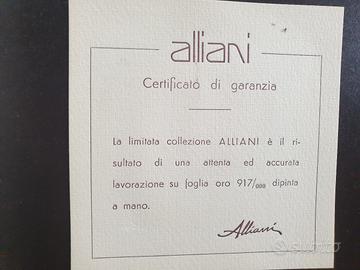 alliani
Certificato di garanzia
La limitata collezione ALLIANI è il ri-
sultato di una attenta ed accurata
lavorazione su foglia oro 917/000 dipinta
a mano.
Alliani
subito